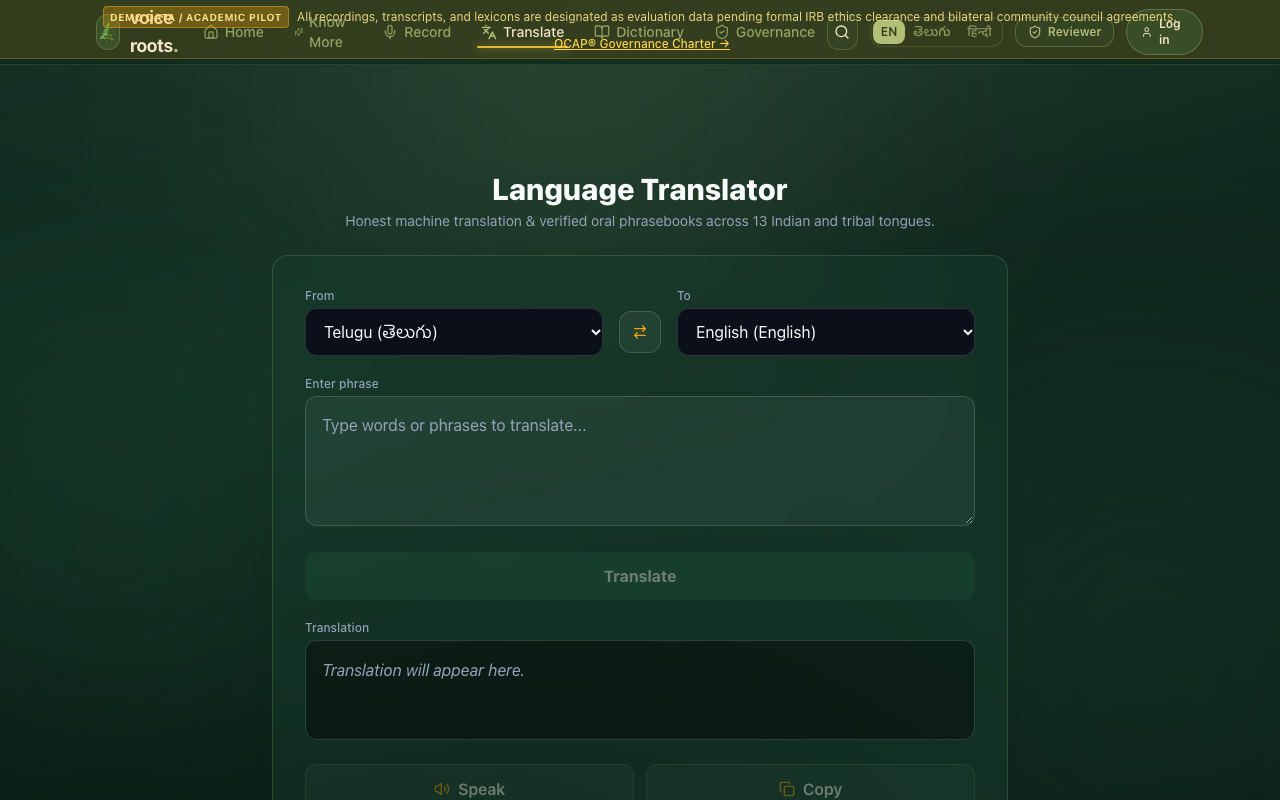 DEMO DATA / ACADEMIC PILOT All recordings, transcripts, and lexicons are designated as evaluation data pending formal IRB ethics clearance and bilateral community council agreements.
OCAP® Governance Charter →
voice
roots.
Home
Know
More
Record
Translate
Dictionary
Governance
EN
తెలుగు
हिन्दी
Reviewer
Log
in
Language Translator
Honest machine translation & verified oral phrasebooks across 13 Indian and tribal tongues.
From
To
Telugu (తెలుగు)
English (English)
Enter phrase
Type words or phrases to translate...
Translate
Translation
Translation will appear here.
Speak
Copy